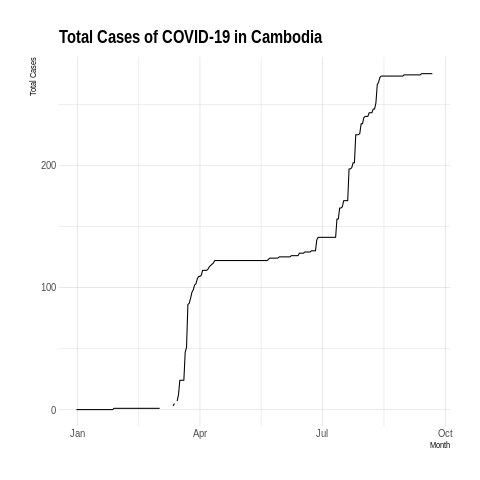 Total Cases of COVID-19 in Cambodia
Total Cases
200
100
0
Jan Apr Jul Oct
Month